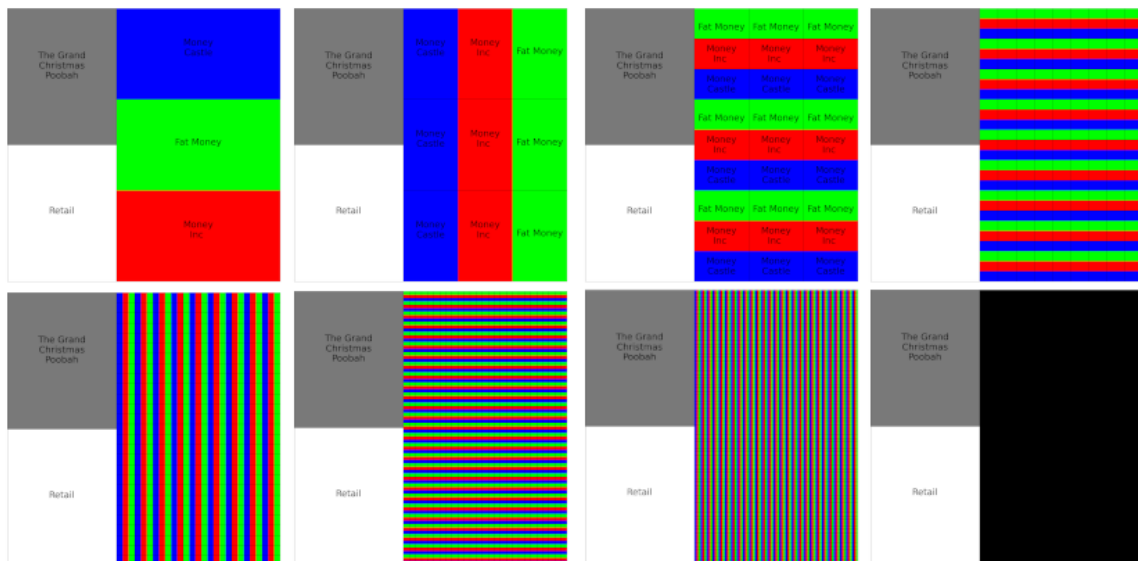 The Grand
Christmas
Poobah
Retail
Money
Castle
Fat Money
Money
Inc
The Grand
Christmas
Poobah
Retail
Money
Castle
Money
Inc
Fat Money
Money
Castle
Money
Inc
Fat Money
Money
Castle
Money
Inc
Fat Money
The Grand
Christmas
Poobah
Retail
Fat Money Fat Money Fat Money
Money Money Money
Inc Inc Inc
Money Money Money
Castle Castle Castle
Fat Money Fat Money Fat Money
Money Money Money
Inc Inc Inc
Money Money Money
Castle Castle Castle
Fat Money Fat Money Fat Money
Money Money Money
Inc Inc Inc
Money Money Money
Castle Castle Castle
The Grand
Christmas
Poobah
Retail
The Grand
Christmas
Poobah
Retail
The Grand
Christmas
Poobah
Retail
The Grand
Christmas
Poobah
Retail
The Grand
Christmas
Poobah
Retail